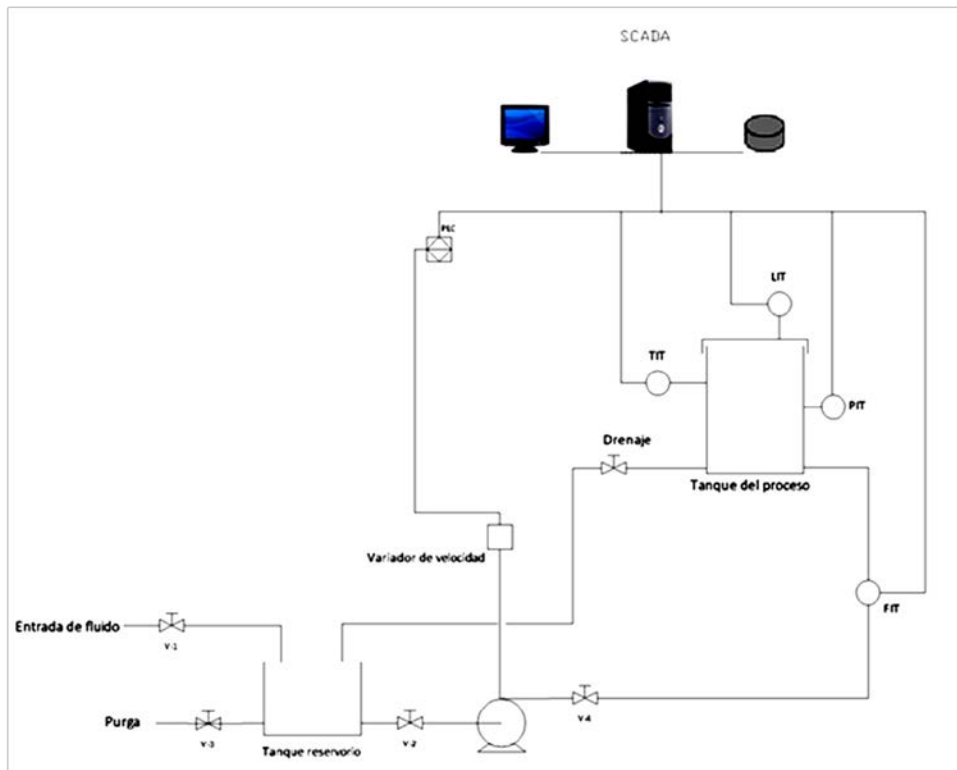 SCADA
PLC
LIT
TIT
PIT
Drenaje
Tanque del proceso
Variador de velocidad
FIT
Entrada de fluido
V-1
V-4
Purga
V-3
V-2
Tanque reservorio